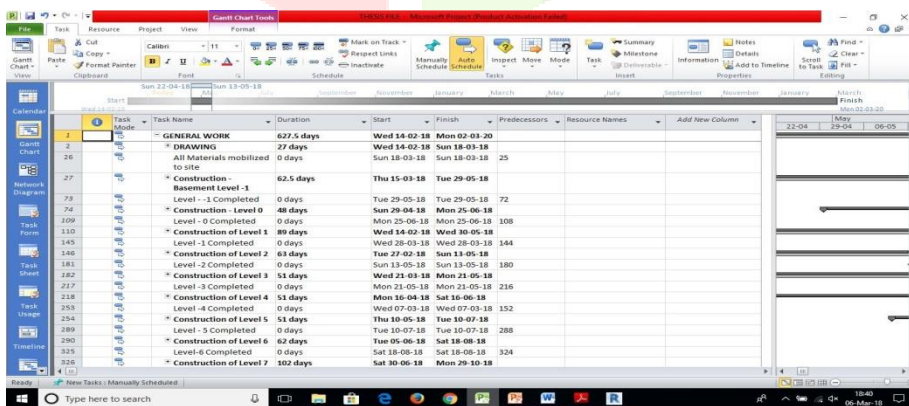 Gantt Chart Tools
THESIS FILE - Microsoft Project (Product Activation Failed)
File Task Resource Project View Format
Gantt Chart Paste Cut Copy Format Painter
Calibri 11
B I U
Mark on Track
Respect Links
Inactivate
Manually Schedule Auto Schedule
Inspect Move Mode
Task
Summary
Milestone
Deliverable
Information
Notes
Details
Add to Timeline
Scroll to Task
Find
Clear
Fill
View Clipboard Font Schedule Tasks Insert Properties Editing
Sun 22-04-18 Sun 13-05-18
May July September November January March May July September November January March
Start
Wed 14-02-18
Finish
Mon 02-03-20
Calendar
Gantt Chart
Network Diagram
Task Form
Task Sheet
Task Usage
Timeline
Task Mode Task Name Duration Start Finish Predecessors Resource Names Add New Column
May
22-04 29-04 06-05
1 GENERAL WORK 627.5 days Wed 14-02-18 Mon 02-03-20
2 DRAWING 27 days Wed 14-02-18 Sun 18-03-18
26 All Materials mobilized to site 0 days Sun 18-03-18 Sun 18-03-18 25
27 Construction - Basement Level -1 62.5 days Thu 15-03-18 Tue 29-05-18
73 Level - -1 Completed 0 days Tue 29-05-18 Tue 29-05-18 72
74 Construction - Level 0 48 days Sun 29-04-18 Mon 25-06-18
109 Level - 0 Completed 0 days Mon 25-06-18 Mon 25-06-18 108
110 Construction of Level 1 89 days Wed 14-02-18 Wed 30-05-18
145 Level -1 Completed 0 days Wed 28-03-18 Wed 28-03-18 144
146 Construction of Level 2 63 days Tue 27-02-18 Sun 13-05-18
181 Level -2 Completed 0 days Sun 13-05-18 Sun 13-05-18 180
182 Construction of Level 3 51 days Wed 21-03-18 Mon 21-05-18
217 Level -3 Completed 0 days Mon 21-05-18 Mon 21-05-18 216
218 Construction of Level 4 51 days Mon 16-04-18 Sat 16-06-18
253 Level -4 Completed 0 days Wed 07-03-18 Wed 07-03-18 152
254 Construction of Level 5 51 days Thu 10-05-18 Tue 10-07-18
289 Level - 5 Completed 0 days Tue 10-07-18 Tue 10-07-18 288
290 Construction of Level 6 62 days Tue 05-06-18 Sat 18-08-18
325 Level-6 Completed 0 days Sat 18-08-18 Sat 18-08-18 324
326 Construction of Level 7 102 days Sat 30-06-18 Mon 29-10-18
Ready New Tasks : Manually Scheduled
Type here to search
18:40
06-Mar-18